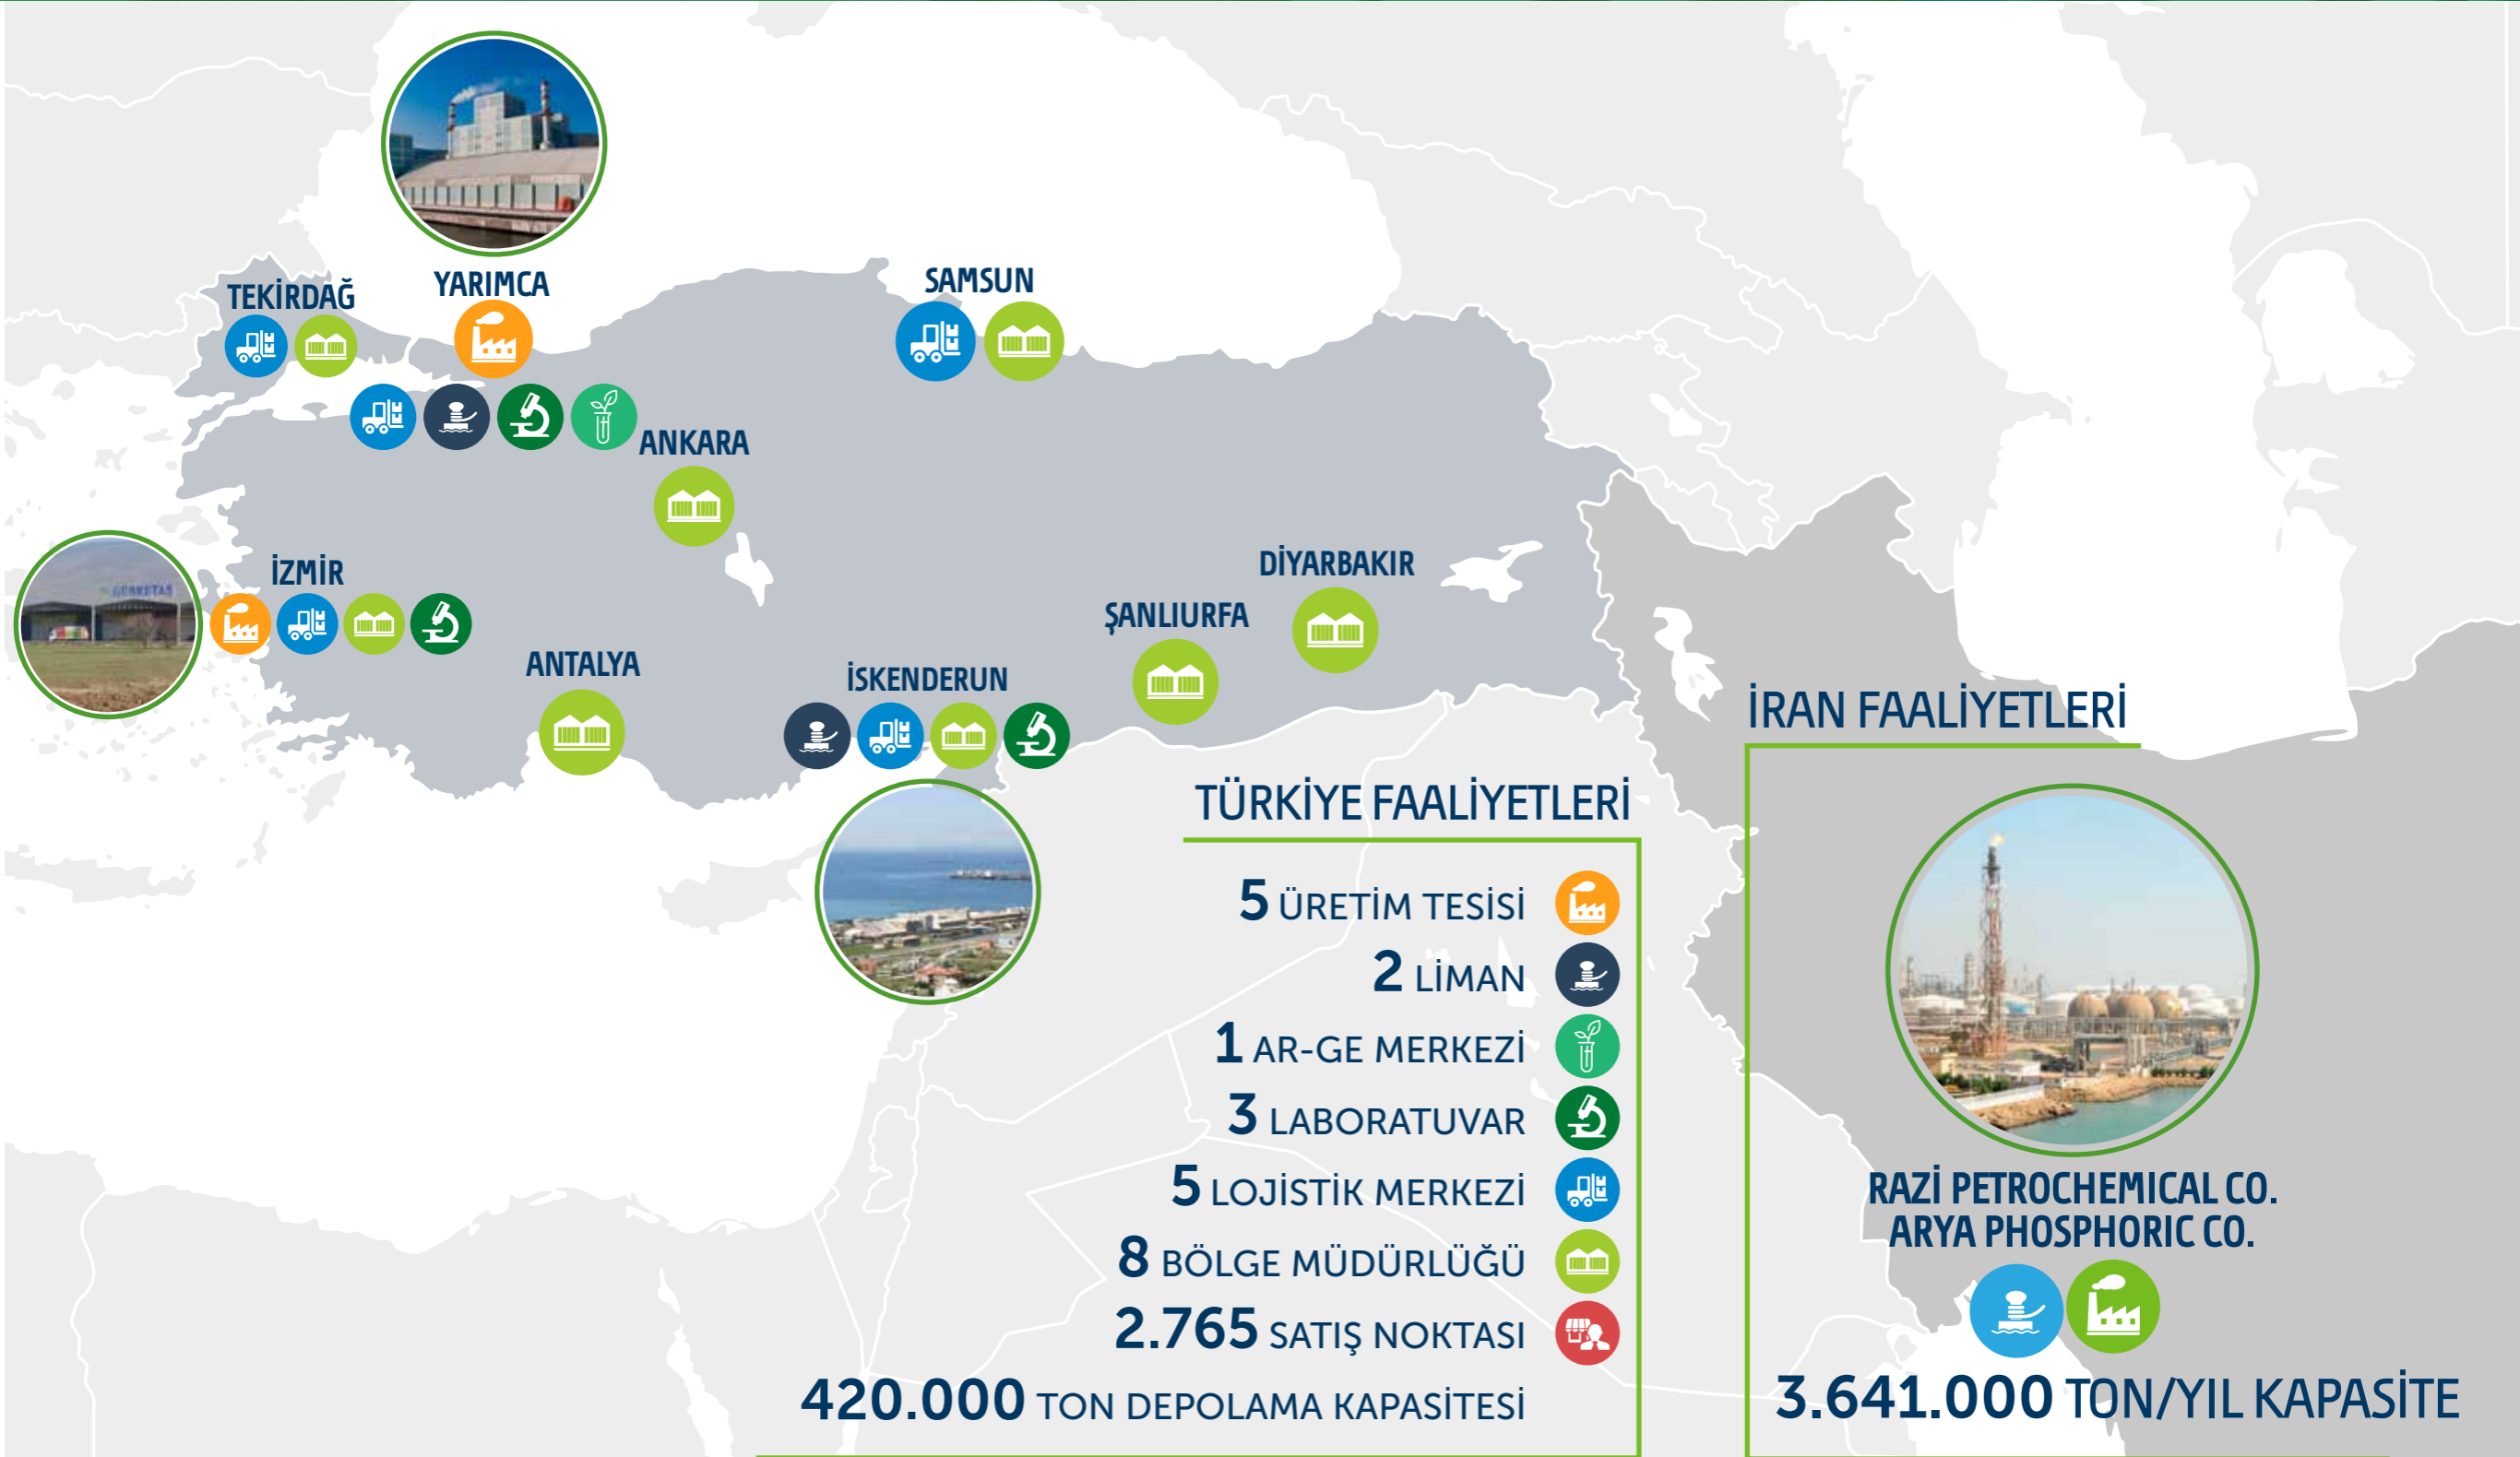 TEKİRDAĞ
YARIMCA
SAMSUN
ANKARA
İZMİR
DİYARBAKIR
ŞANLIURFA
ANTALYA
İSKENDERUN
TÜRKİYE FAALİYETLERİ
5 ÜRETİM TESİSİ
2 LİMAN
1 AR-GE MERKEZİ
3 LABORATUVAR
5 LOJİSTİK MERKEZİ
8 BÖLGE MÜDÜRLÜĞÜ
2.765 SATIŞ NOKTASI
420.000 TON DEPOLAMA KAPASİTESİ
İRAN FAALİYETLERİ
RAZİ PETROCHEMICAL CO.
ARYA PHOSPHORIC CO.
3.641.000 TON/YIL KAPASİTE